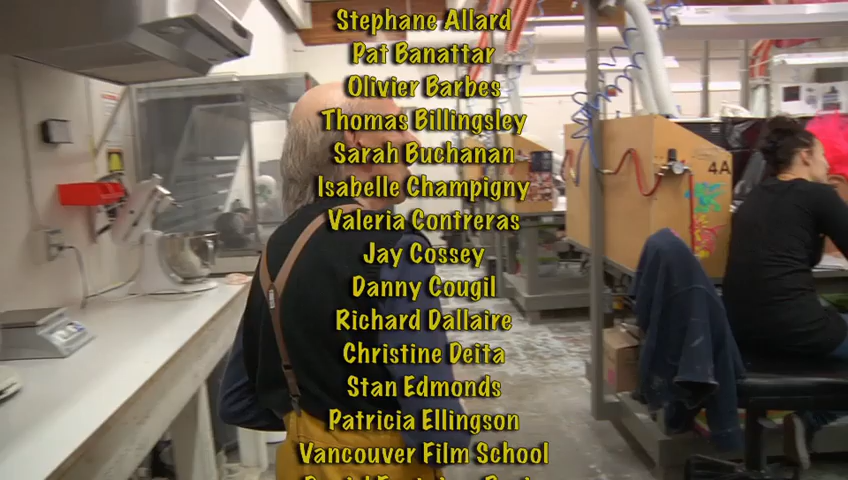 Stephane Allard
Pat Banattar
Olivier Barbes
Thomas Billingsley
Sarah Buchanan
Isabelle Champigny
Valeria Contreras
Jay Cossey
Danny Cougil
Richard Dallaire
Christine Deita
Stan Edmonds
Patricia Ellingson
Vancouver Film School
4A